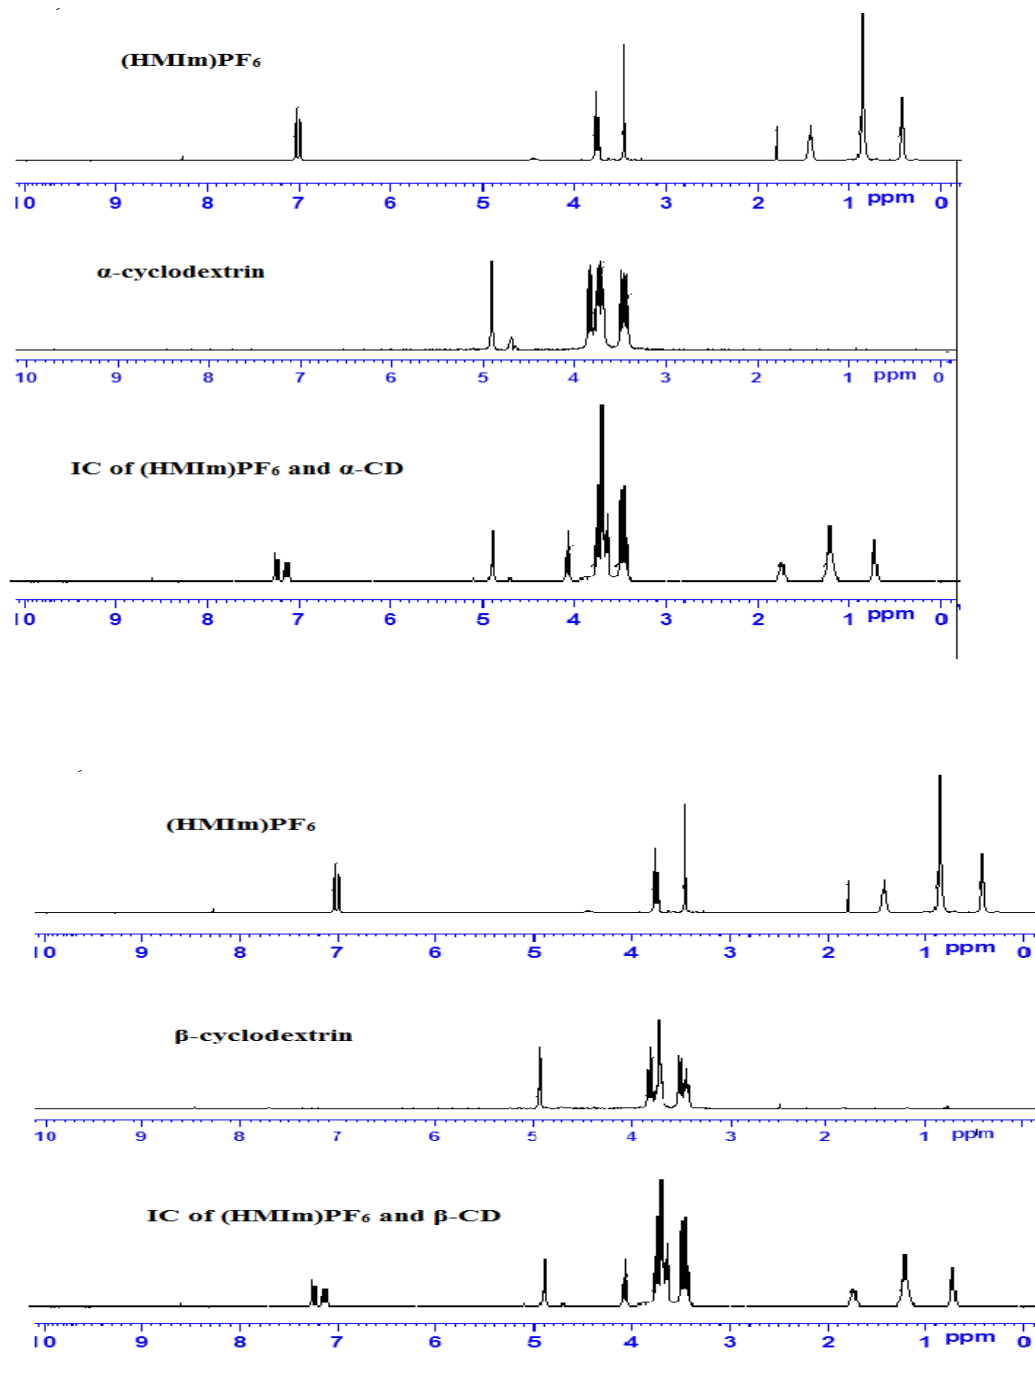 (HMIm)PF₆
10 9 8 7 6 5 4 3 2 1 ppm 0
α-cyclodextrin
10 9 8 7 6 5 4 3 2 1 ppm 0
IC of (HMIm)PF₆ and α-CD
10 9 8 7 6 5 4 3 2 1 ppm 0
(HMIm)PF₆
10 9 8 7 6 5 4 3 2 1 ppm 0
β-cyclodextrin
10 9 8 7 6 5 4 3 2 1 ppm
IC of (HMIm)PF₆ and β-CD
10 9 8 7 6 5 4 3 2 1 ppm 0